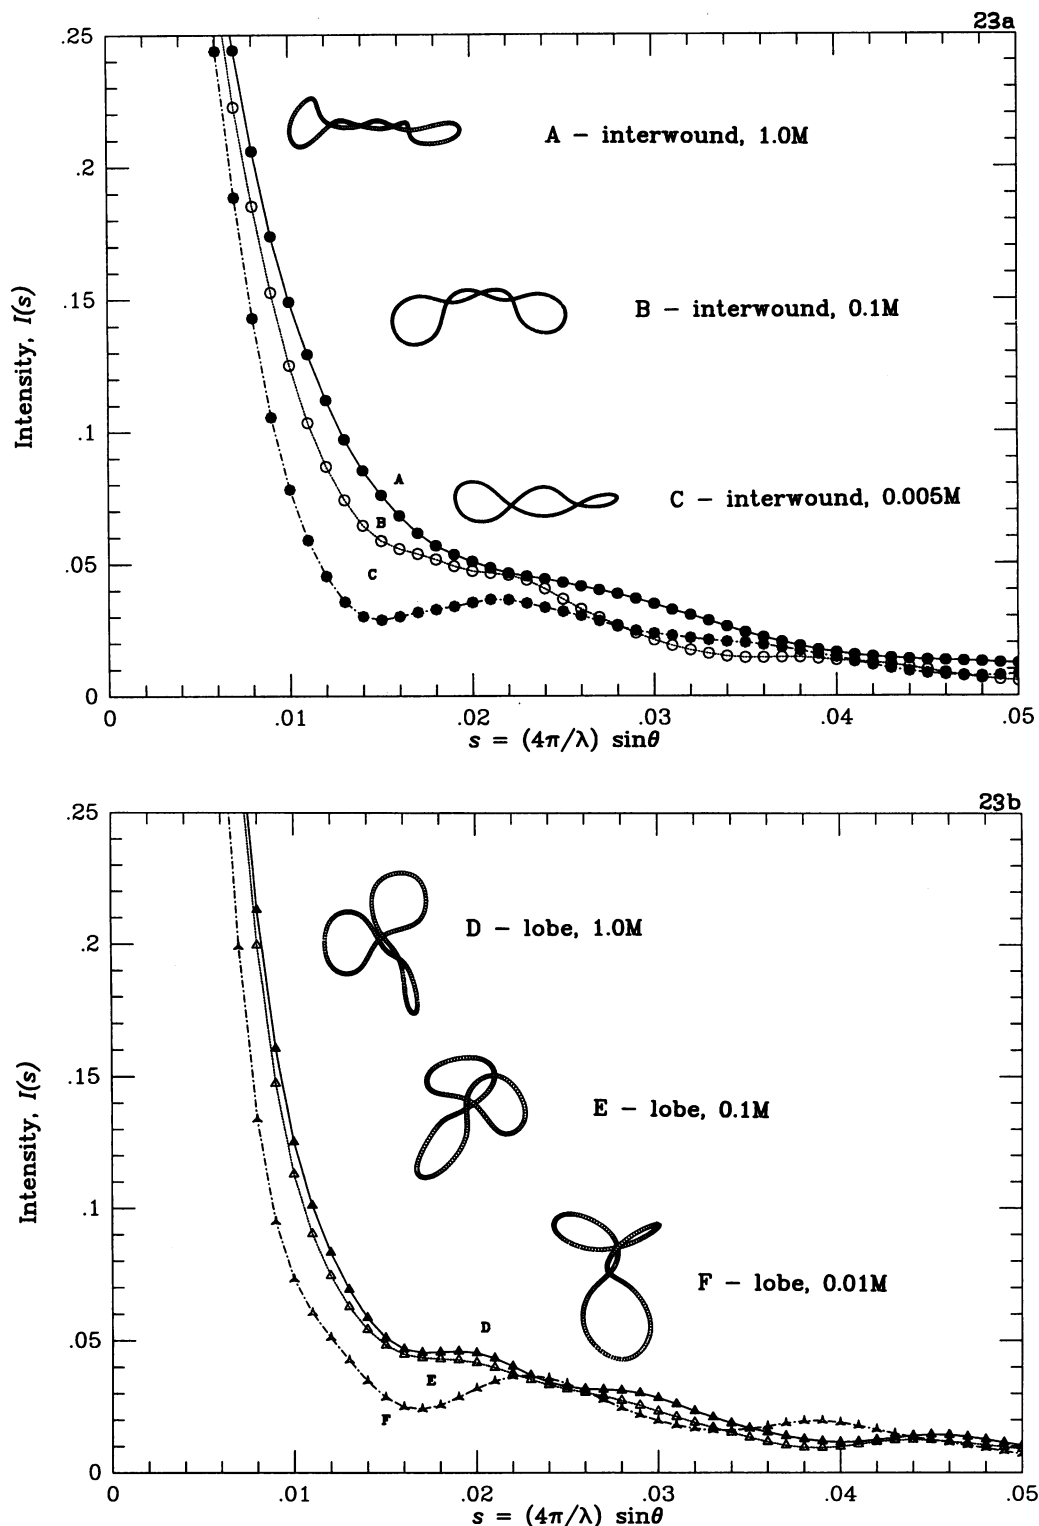 23a
.25
A – interwound, 1.0M
.2
B – interwound, 0.1M
.15
Intensity, I(s)
.1
A
C – interwound, 0.005M
B
C
.05
0
0 .01 .02 .03 .04 .05
s = (4π/λ) sinθ
23b
.25
D – lobe, 1.0M
.2
E – lobe, 0.1M
.15
Intensity, I(s)
.1
F – lobe, 0.01M
D
.05
E
F
0
0 .01 .02 .03 .04 .05
s = (4π/λ) sinθ